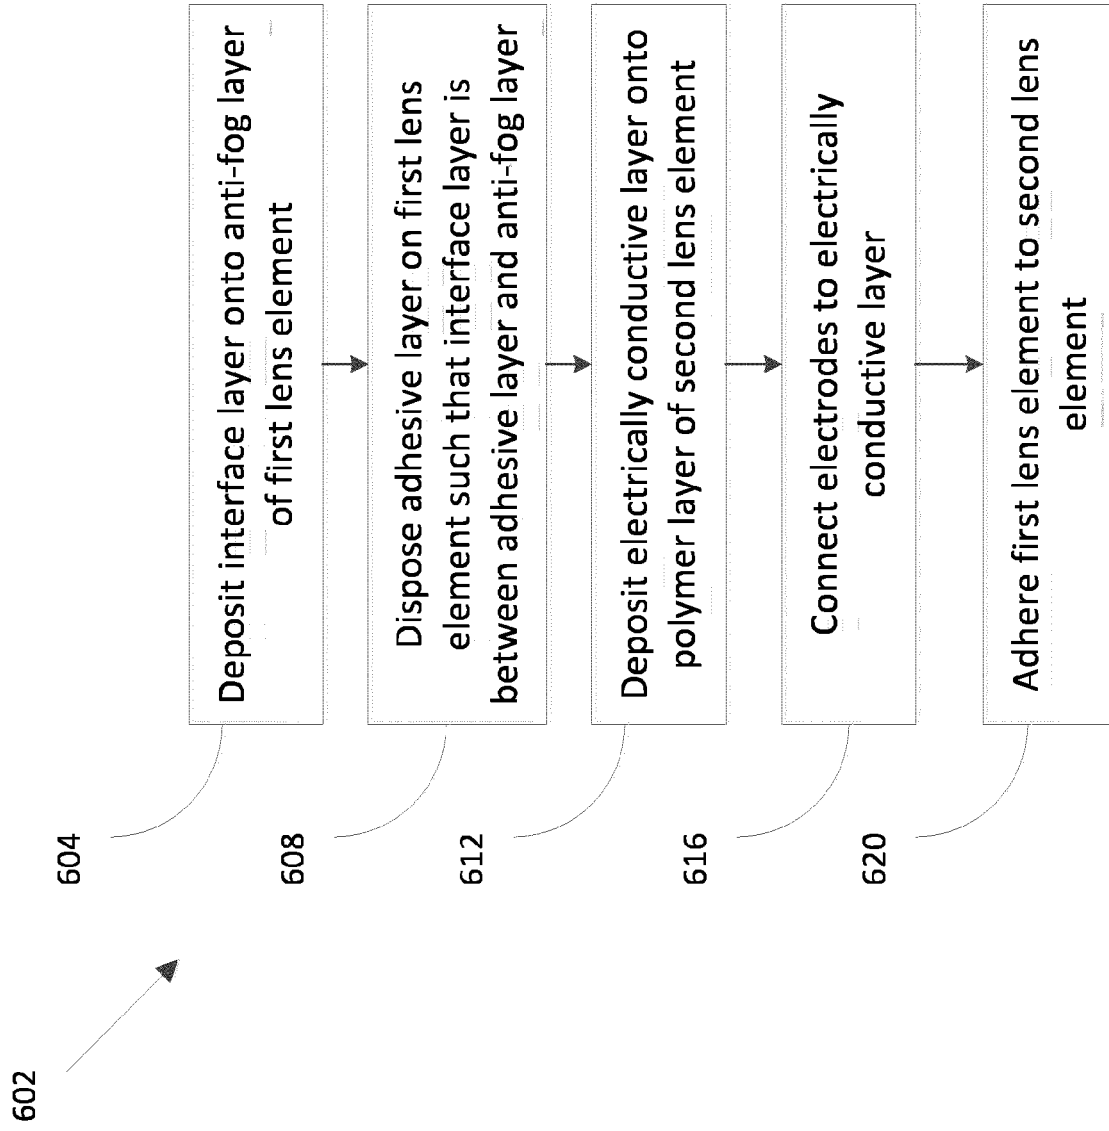 602
604
Deposit interface layer onto anti-fog layer
of first lens element
608
Dispose adhesive layer on first lens
element such that interface layer is
between adhesive layer and anti-fog layer
612
Deposit electrically conductive layer onto
polymer layer of second lens element
616
Connect electrodes to electrically
conductive layer
620
Adhere first lens element to second lens
element